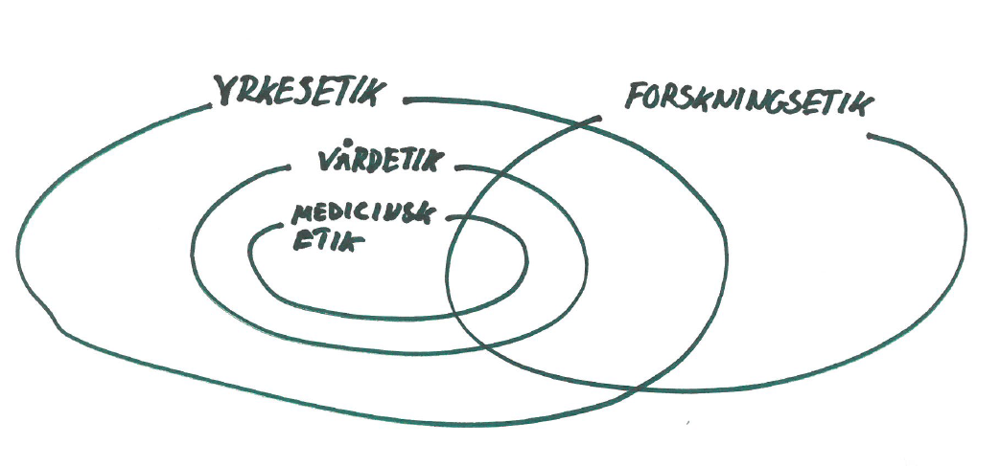 YRKESETIK
FORSKNINGSETIK
VÅRDETIK
MEDICINSK
ETIK